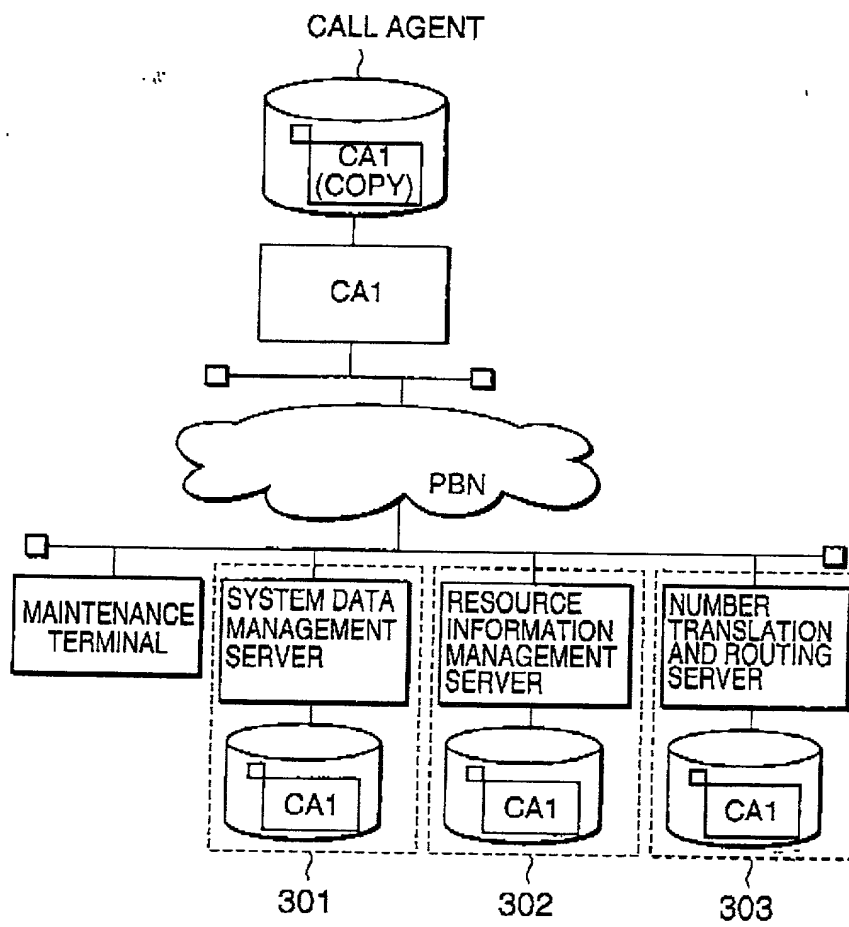 CALL AGENT
CA1
(COPY)
CA1
PBN
MAINTENANCE
TERMINAL
SYSTEM DATA
MANAGEMENT
SERVER
RESOURCE
INFORMATION
MANAGEMENT
SERVER
NUMBER
TRANSLATION
AND ROUTING
SERVER
CA1
CA1
CA1
301
302
303